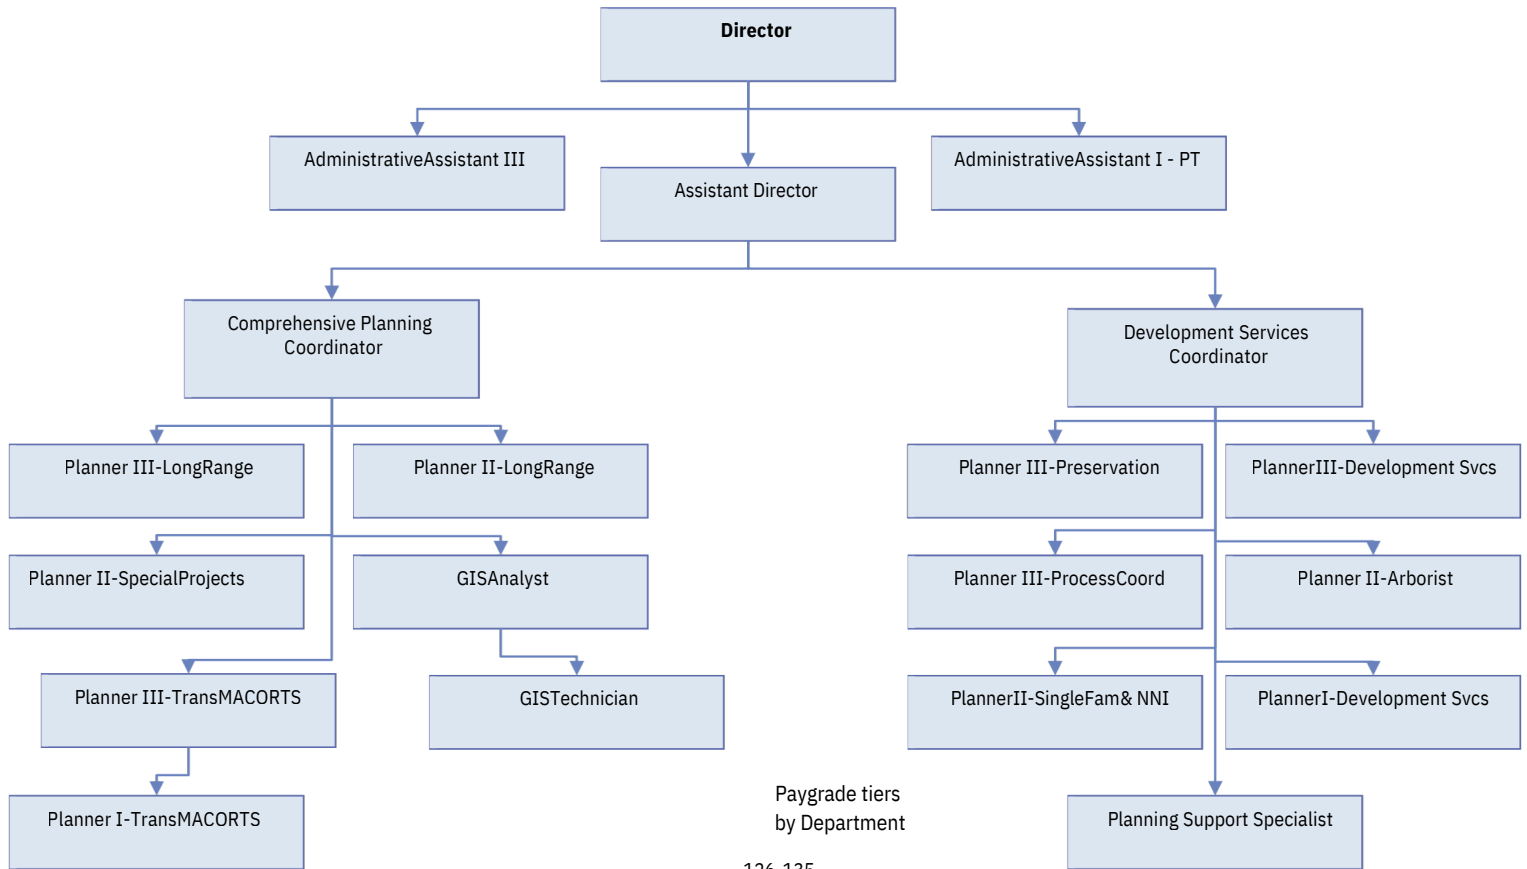 Director
AdministrativeAssistant III
AdministrativeAssistant I - PT
Assistant Director
Comprehensive Planning
Coordinator
Development Services
Coordinator
Planner III-LongRange
Planner II-LongRange
Planner III-Preservation
PlannerIII-Development Svcs
Planner II-SpecialProjects
GISAnalyst
Planner III-ProcessCoord
Planner II-Arborist
Planner III-TransMACORTS
GISTechnician
PlannerII-SingleFam& NNI
PlannerI-Development Svcs
Planner I-TransMACORTS
Paygrade tiers
by Department
Planning Support Specialist